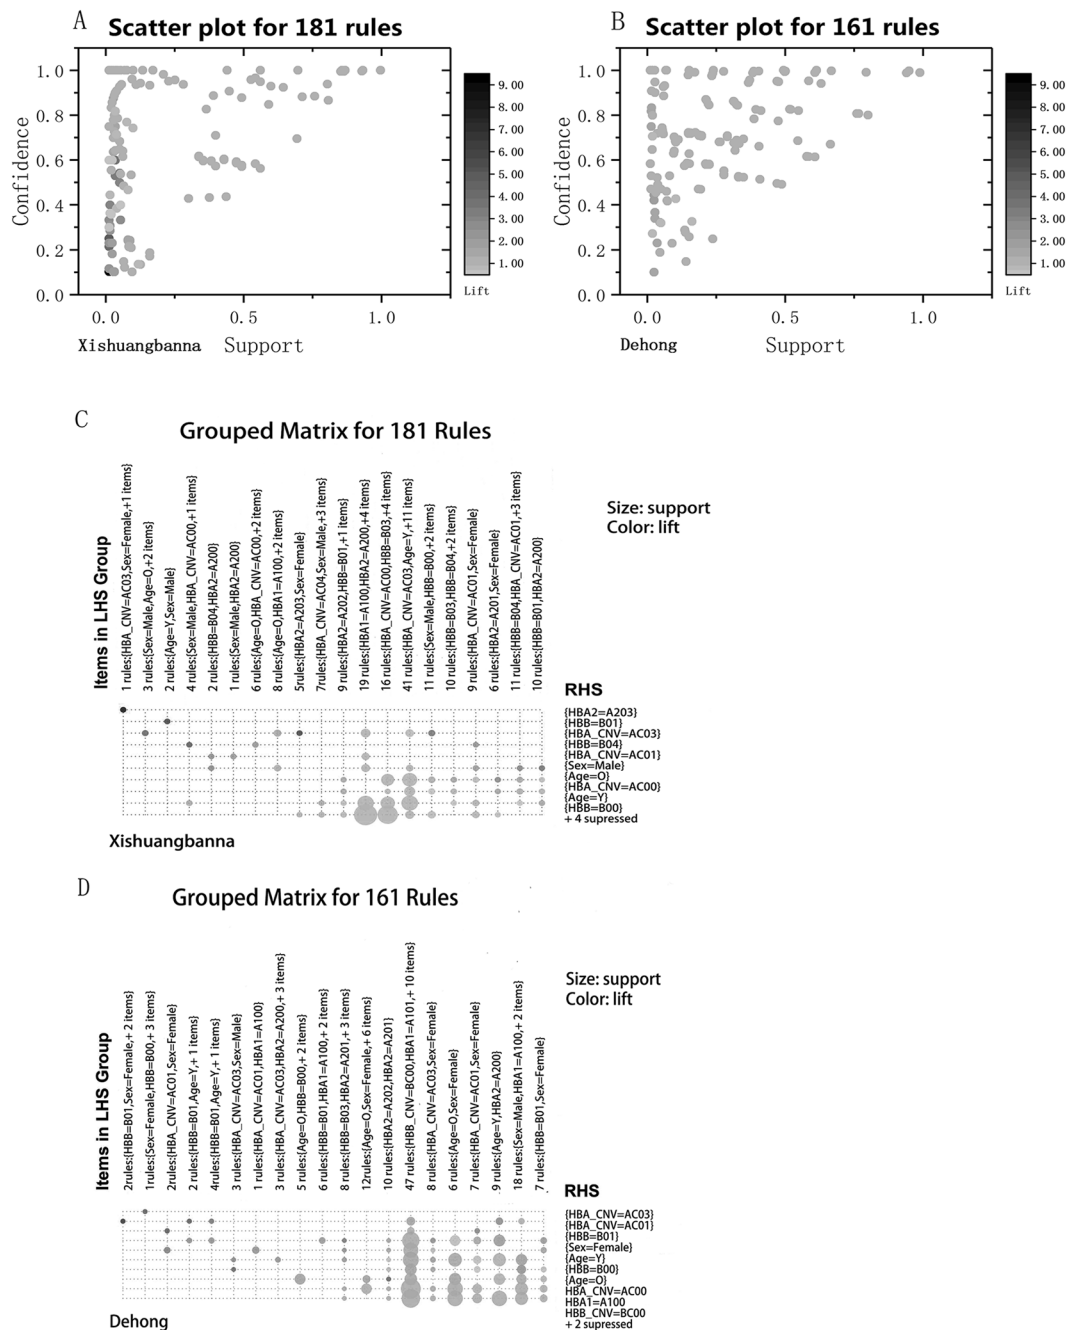 A
Scatter plot for 181 rules
1.0
0.8
0.6
0.4
0.2
0.0
Confidence
0.0 0.5 1.0
Xishuangbanna Support
9.00
8.00
7.00
6.00
5.00
4.00
3.00
2.00
1.00
Lift
B
Scatter plot for 161 rules
1.0
0.8
0.6
0.4
0.2
0.0
Confidence
0.0 0.5 1.0
Dehong Support
9.00
8.00
7.00
6.00
5.00
4.00
3.00
2.00
1.00
Lift
C
Grouped Matrix for 181 Rules
Size: support
Color: lift
Items in LHS Group
1 rules:{HBA_CNV=AC03,Sex=Female,+1 items}
3 rules:{Sex=Male,Age=O,+2 items}
2 rules:{Age=Y,Sex=Male}
4 rules:{Sex=Male,HBA_CNV=AC00,+1 items}
2 rules:{HBB=B04,HBA2=A200}
1 rules:{Sex=Male,HBA2=A200}
6 rules:{Age=O,HBA_CNV=AC00,+2 items}
8 rules:{Age=O,HBA1=A100,+2 items}
5rules:{HBA2=A203,Sex=Female}
7rules:{HBA_CNV=AC04,Sex=Male,+3 items}
9 rules:{HBA2=A202,HBB=B01,+1 items}
19 rules:{HBA1=A100,HBA2=A200,+4 items}
16 rules:{HBA_CNV=AC00,HBB=B03,+4 items}
41 rules:{HBA_CNV=AC03,Age=Y,+11 items}
11 rules:{Sex=Male,HBB=B00,+2 items}
10 rules:{HBB=B03,HBB=B04,+2 items}
9 rules:{HBA_CNV=AC01,Sex=Female}
6 rules:{HBA2=A201,Sex=Female}
11 rules:{HBB=B04,HBA_CNV=AC01,+3 items}
10 rules:{HBB=B01,HBA2=A200}
RHS
{HBA2=A203}
{HBB=B01}
{HBA_CNV=AC03}
{HBB=B04}
{HBA_CNV=AC01}
{Sex=Male}
{Age=O}
{HBA_CNV=AC00}
{Age=Y}
{HBB=B00}
+ 4 supressed
Xishuangbanna
D
Grouped Matrix for 161 Rules
Size: support
Color: lift
Items in LHS Group
2rules:{HBB=B01,Sex=Female,+ 2 items}
1rules:{Sex=Female,HBB=B00,+ 3 items}
2rules:{HBA_CNV=AC01,Sex=Female}
2 rules:{HBB=B01,Age=Y,+ 1 items}
4rules:{HBB=B01,Age=Y,+ 1 items}
3 rules:{HBA_CNV=AC03,Sex=Male}
1 rules:{HBA_CNV=AC01,HBA1=A100}
3 rules:{HBA_CNV=AC03,HBA2=A200,+ 3 items}
5 rules:{Age=O,HBB=B00,+ 2 items}
6 rules:{HBB=B01,HBA1=A100,+ 2 items}
8 rules:{HBB=B03,HBA2=A201,+ 3 items}
12rules:{Age=O,Sex=Female,+ 6 items}
10 rules:{HBA2=A202,HBA2=A201}
47 rules:{HBB_CNV=BC00,HBA1=A101,+ 10 items}
8 rules:{HBA_CNV=AC03,Sex=Female}
6 rules:{Age=O,Sex=Female}
7 rules:{HBA_CNV=AC01,Sex=Female}
9 rules:{Age=Y,HBA2=A200}
18 rules:{Sex=Male,HBA1=A100,+ 2 items}
7 rules:{HBB=B01,Sex=Female}
RHS
{HBA_CNV=AC03}
{HBA_CNV=AC01}
{HBB=B01}
{Sex=Female}
{Age=Y}
{HBB=B00}
{Age=O}
HBA_CNV=AC00
HBA1=A100
HBB_CNV=BC00
+ 2 supressed
Dehong